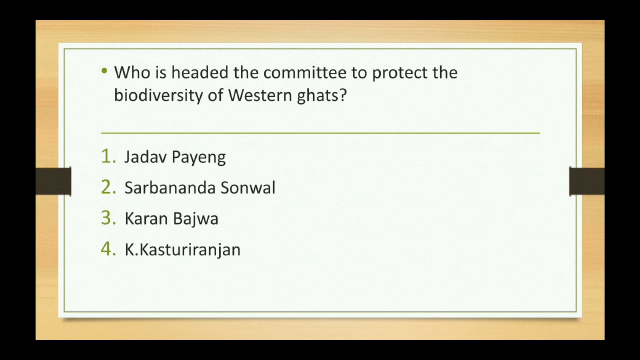 • Who is headed the committee to protect the
biodiversity of Western ghats?
1. Jadav Payeng
2. Sarbananda Sonwal
3. Karan Bajwa
4. K.Kasturiranjan